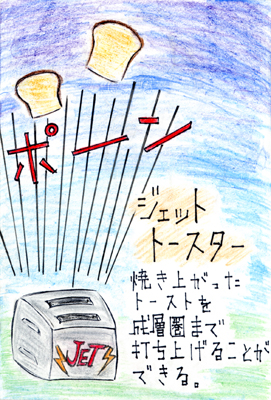 ポーン
ジェット
トースター
焼き上がった
トーストを
成層圏まで
打ち上げることが
できる。
JET